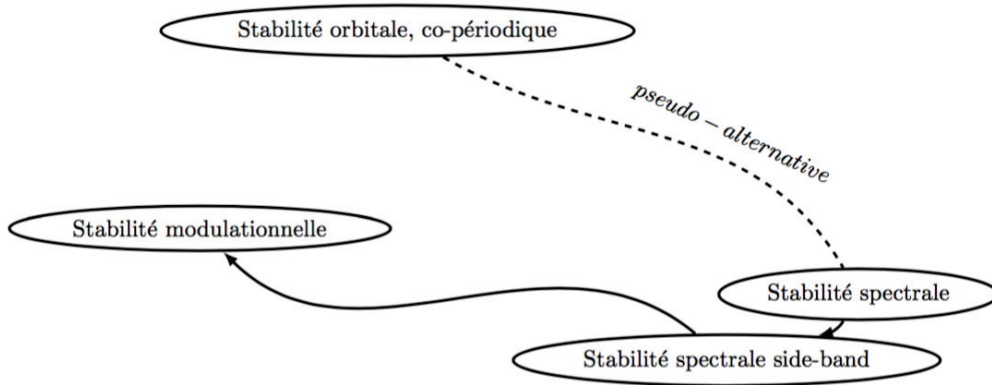 Stabilité orbitale, co-périodique
pseudo – alternative
Stabilité modulationnelle
Stabilité spectrale
Stabilité spectrale side-band